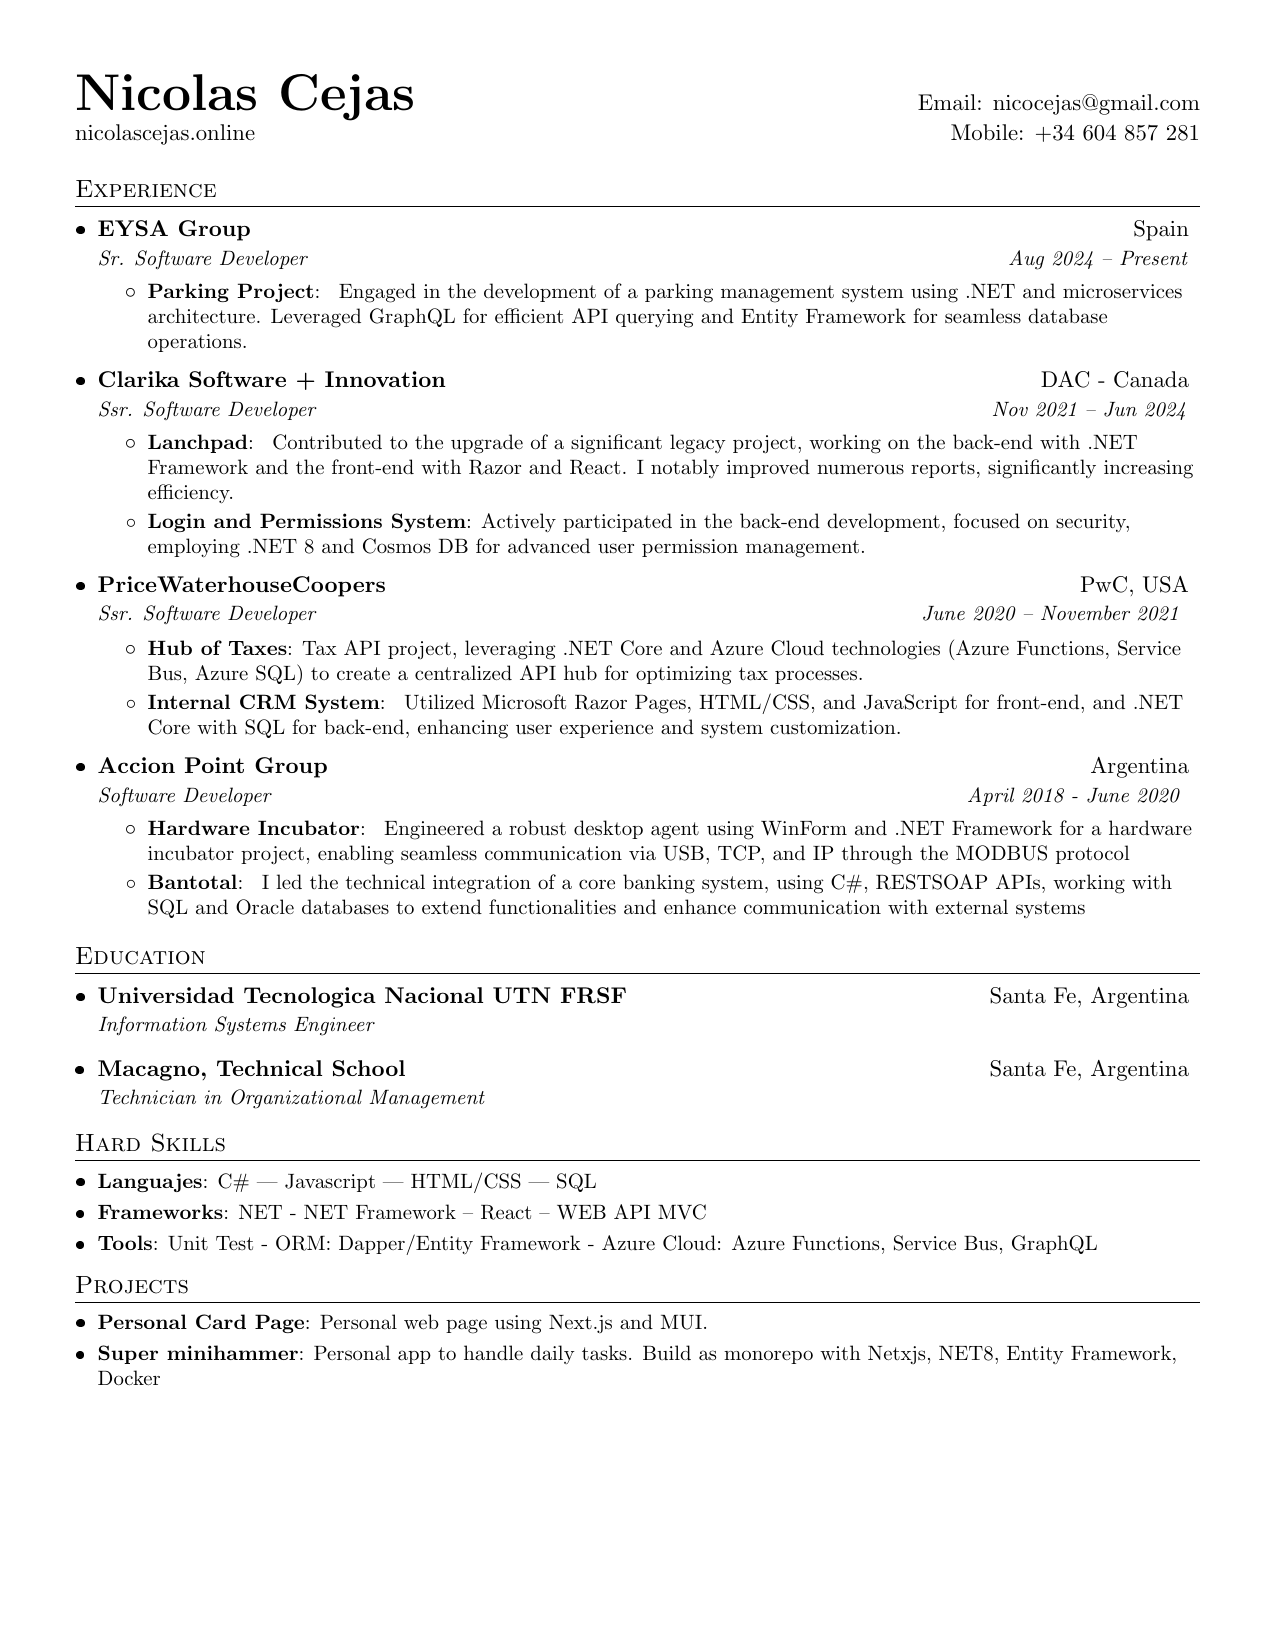 Nicolas Cejas
Email: nicocejas@gmail.com
nicolascejas.online
Mobile: +34 604 857 281
Experience
• EYSA Group Spain
Sr. Software Developer Aug 2024 – Present
◦ Parking Project: Engaged in the development of a parking management system using .NET and microservices
architecture. Leveraged GraphQL for efficient API querying and Entity Framework for seamless database
operations.
• Clarika Software + Innovation DAC - Canada
Ssr. Software Developer Nov 2021 – Jun 2024
◦ Lanchpad: Contributed to the upgrade of a significant legacy project, working on the back-end with .NET
Framework and the front-end with Razor and React. I notably improved numerous reports, significantly increasing
efficiency.
◦ Login and Permissions System: Actively participated in the back-end development, focused on security,
employing .NET 8 and Cosmos DB for advanced user permission management.
• PriceWaterhouseCoopers PwC, USA
Ssr. Software Developer June 2020 – November 2021
◦ Hub of Taxes: Tax API project, leveraging .NET Core and Azure Cloud technologies (Azure Functions, Service
Bus, Azure SQL) to create a centralized API hub for optimizing tax processes.
◦ Internal CRM System: Utilized Microsoft Razor Pages, HTML/CSS, and JavaScript for front-end, and .NET
Core with SQL for back-end, enhancing user experience and system customization.
• Accion Point Group Argentina
Software Developer April 2018 - June 2020
◦ Hardware Incubator: Engineered a robust desktop agent using WinForm and .NET Framework for a hardware
incubator project, enabling seamless communication via USB, TCP, and IP through the MODBUS protocol
◦ Bantotal: I led the technical integration of a core banking system, using C#, RESTSOAP APIs, working with
SQL and Oracle databases to extend functionalities and enhance communication with external systems
Education
• Universidad Tecnologica Nacional UTN FRSF Santa Fe, Argentina
Information Systems Engineer
• Macagno, Technical School Santa Fe, Argentina
Technician in Organizational Management
Hard Skills
• Languajes: C# — Javascript — HTML/CSS — SQL
• Frameworks: NET - NET Framework – React – WEB API MVC
• Tools: Unit Test - ORM: Dapper/Entity Framework - Azure Cloud: Azure Functions, Service Bus, GraphQL
Projects
• Personal Card Page: Personal web page using Next.js and MUI.
• Super minihammer: Personal app to handle daily tasks. Build as monorepo with Netxjs, NET8, Entity Framework,
Docker